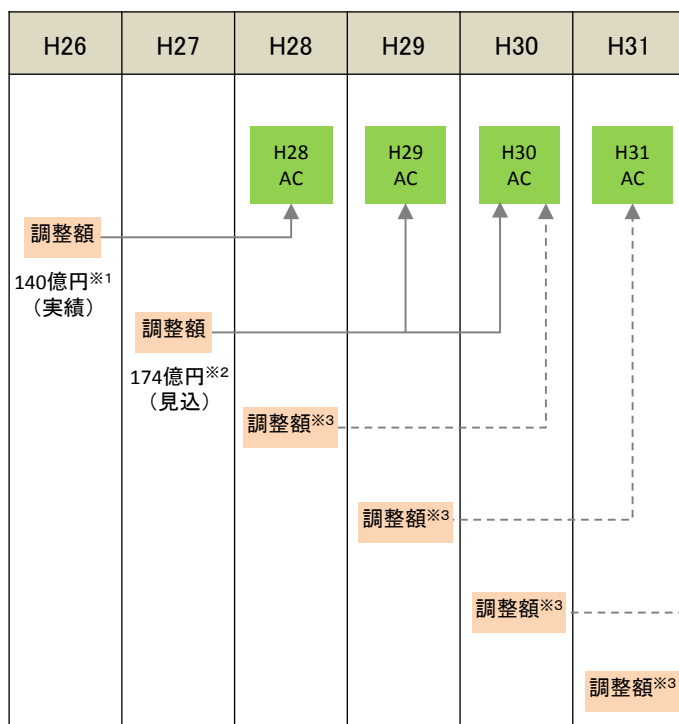 H26 H27 H28 H29 H30 H31
H28 H29 H30 H31
AC AC AC AC
調整額
140億円※1
（実績）
調整額
174億円※2
（見込）
調整額※3
調整額※3
調整額※3
調整額※3